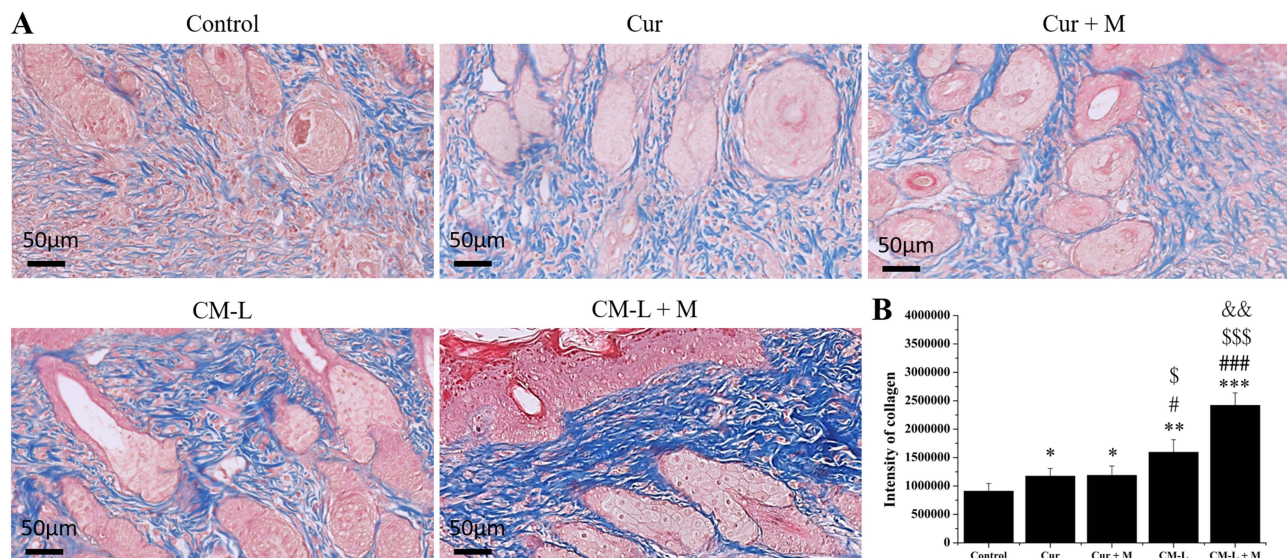 A
Control
Cur
Cur + M
50μm
50μm
50μm
CM-L
CM-L + M
50μm
50μm
B
Intensity of collagen
4000000
3500000
3000000
2500000
2000000
1500000
1000000
500000
0
*
*
$
#
**
&&
$$$
###
***
Control
Cur
Cur + M
CM-L
CM-L + M